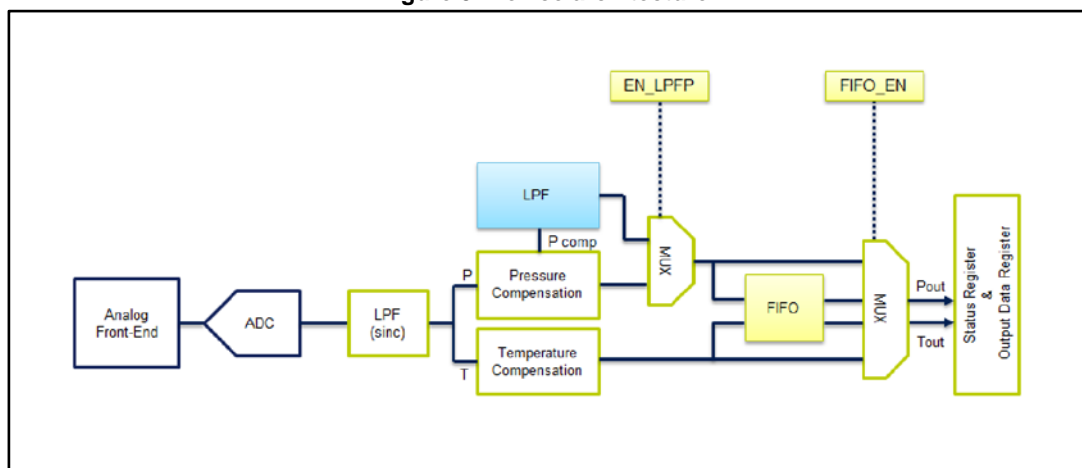 EN_LPFP
FIFO_EN
LPF
P comp
MUX
P
Pressure
Compensation
Analog
Front-End
ADC
LPF
(sinc)
FIFO
MUX
Pout
Tout
Status Register
&
Output Data Register
T
Temperature
Compensation